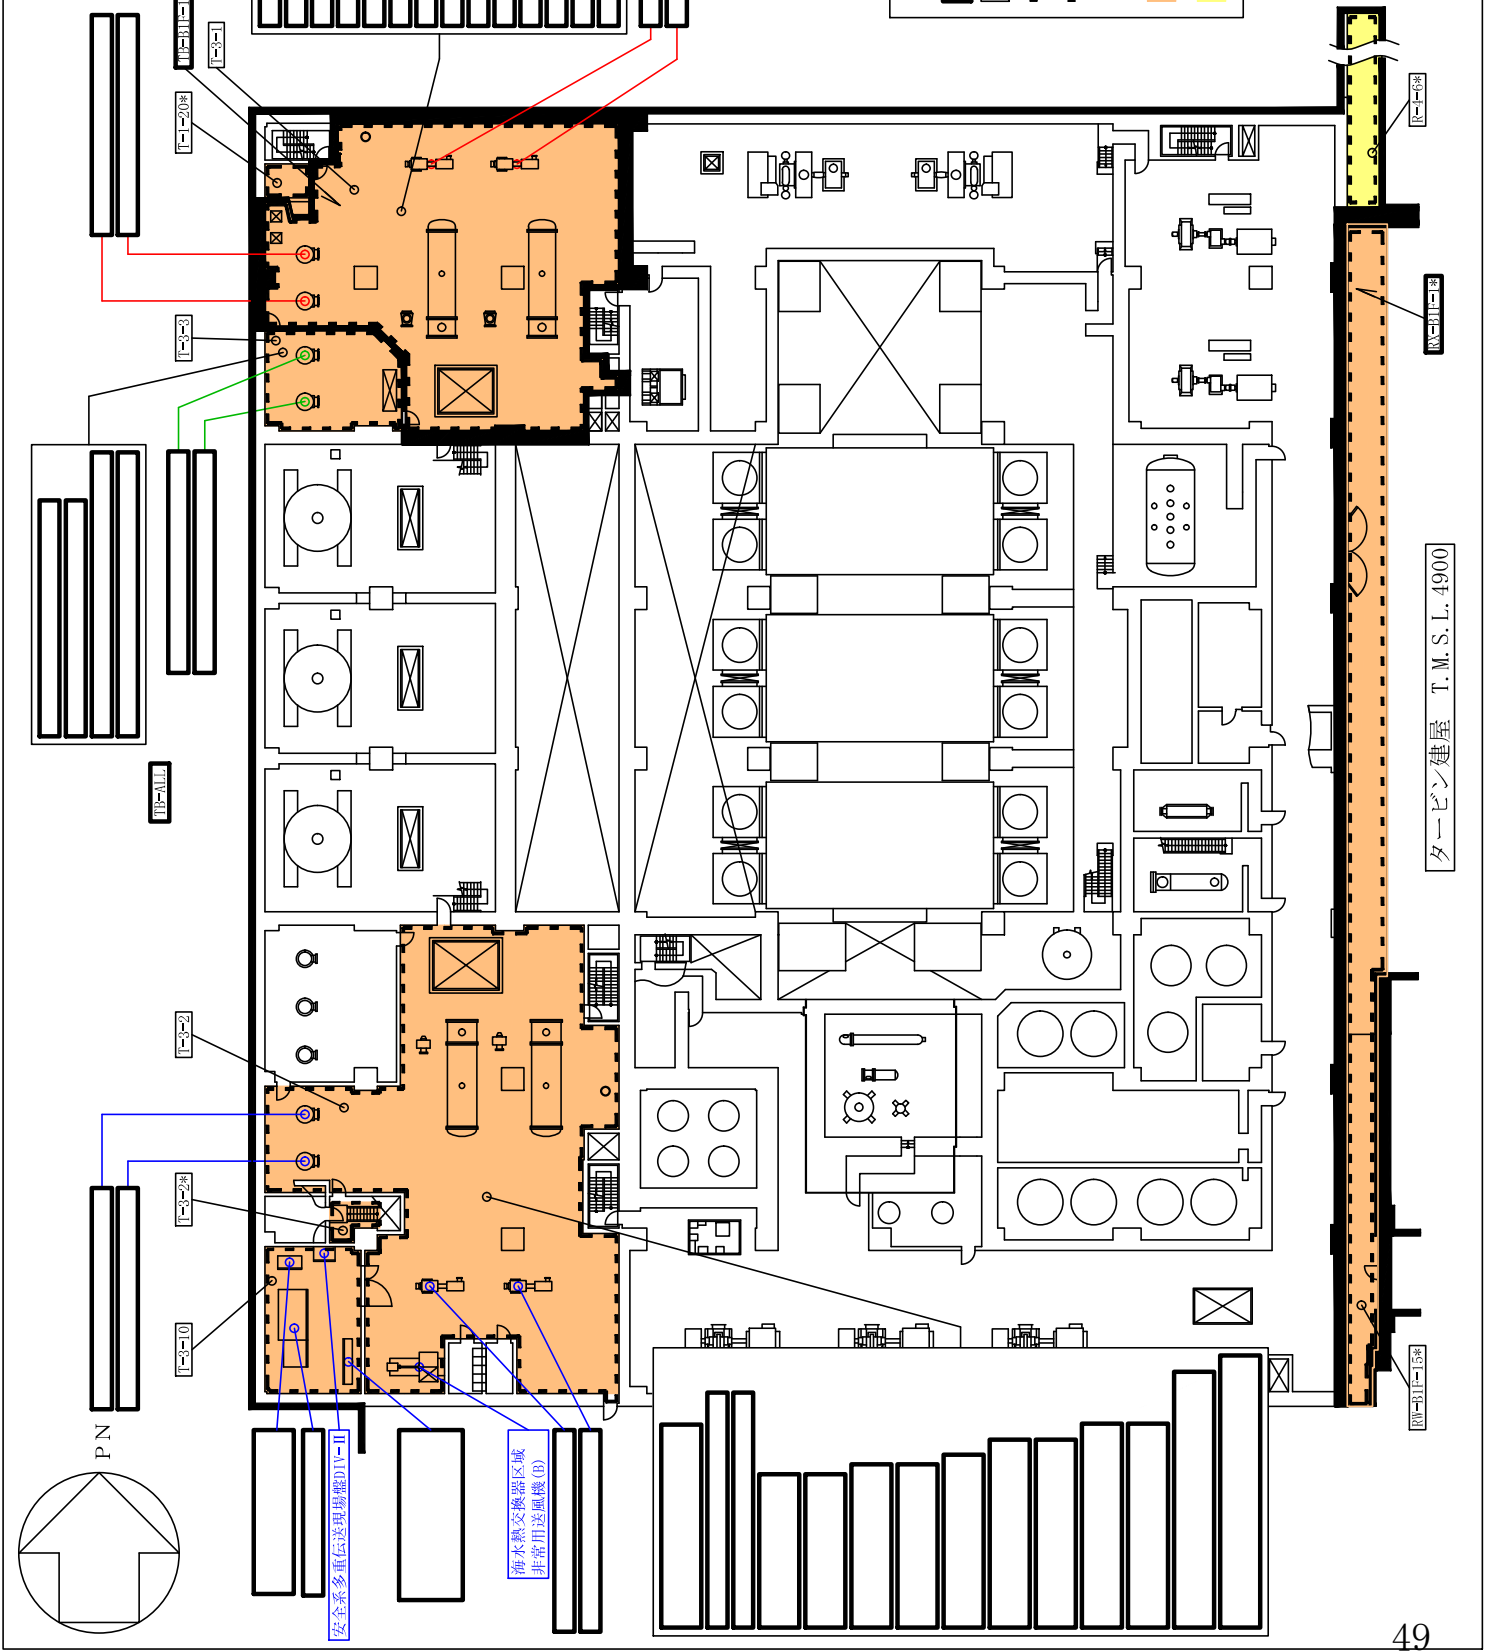 TB-B1F-1
T-3-1
T-1-20*
R-4-6*
RX-B1F-1*
T-3-3
タービン建屋 T.M.S.L.4900
TB-ALL
T-3-2
T-3-2*
T-3-10
RW-B1F-15*
PN
安全系多重伝送現場盤DIV-II
海水熱交換器区域
非常用送風機(B)
49